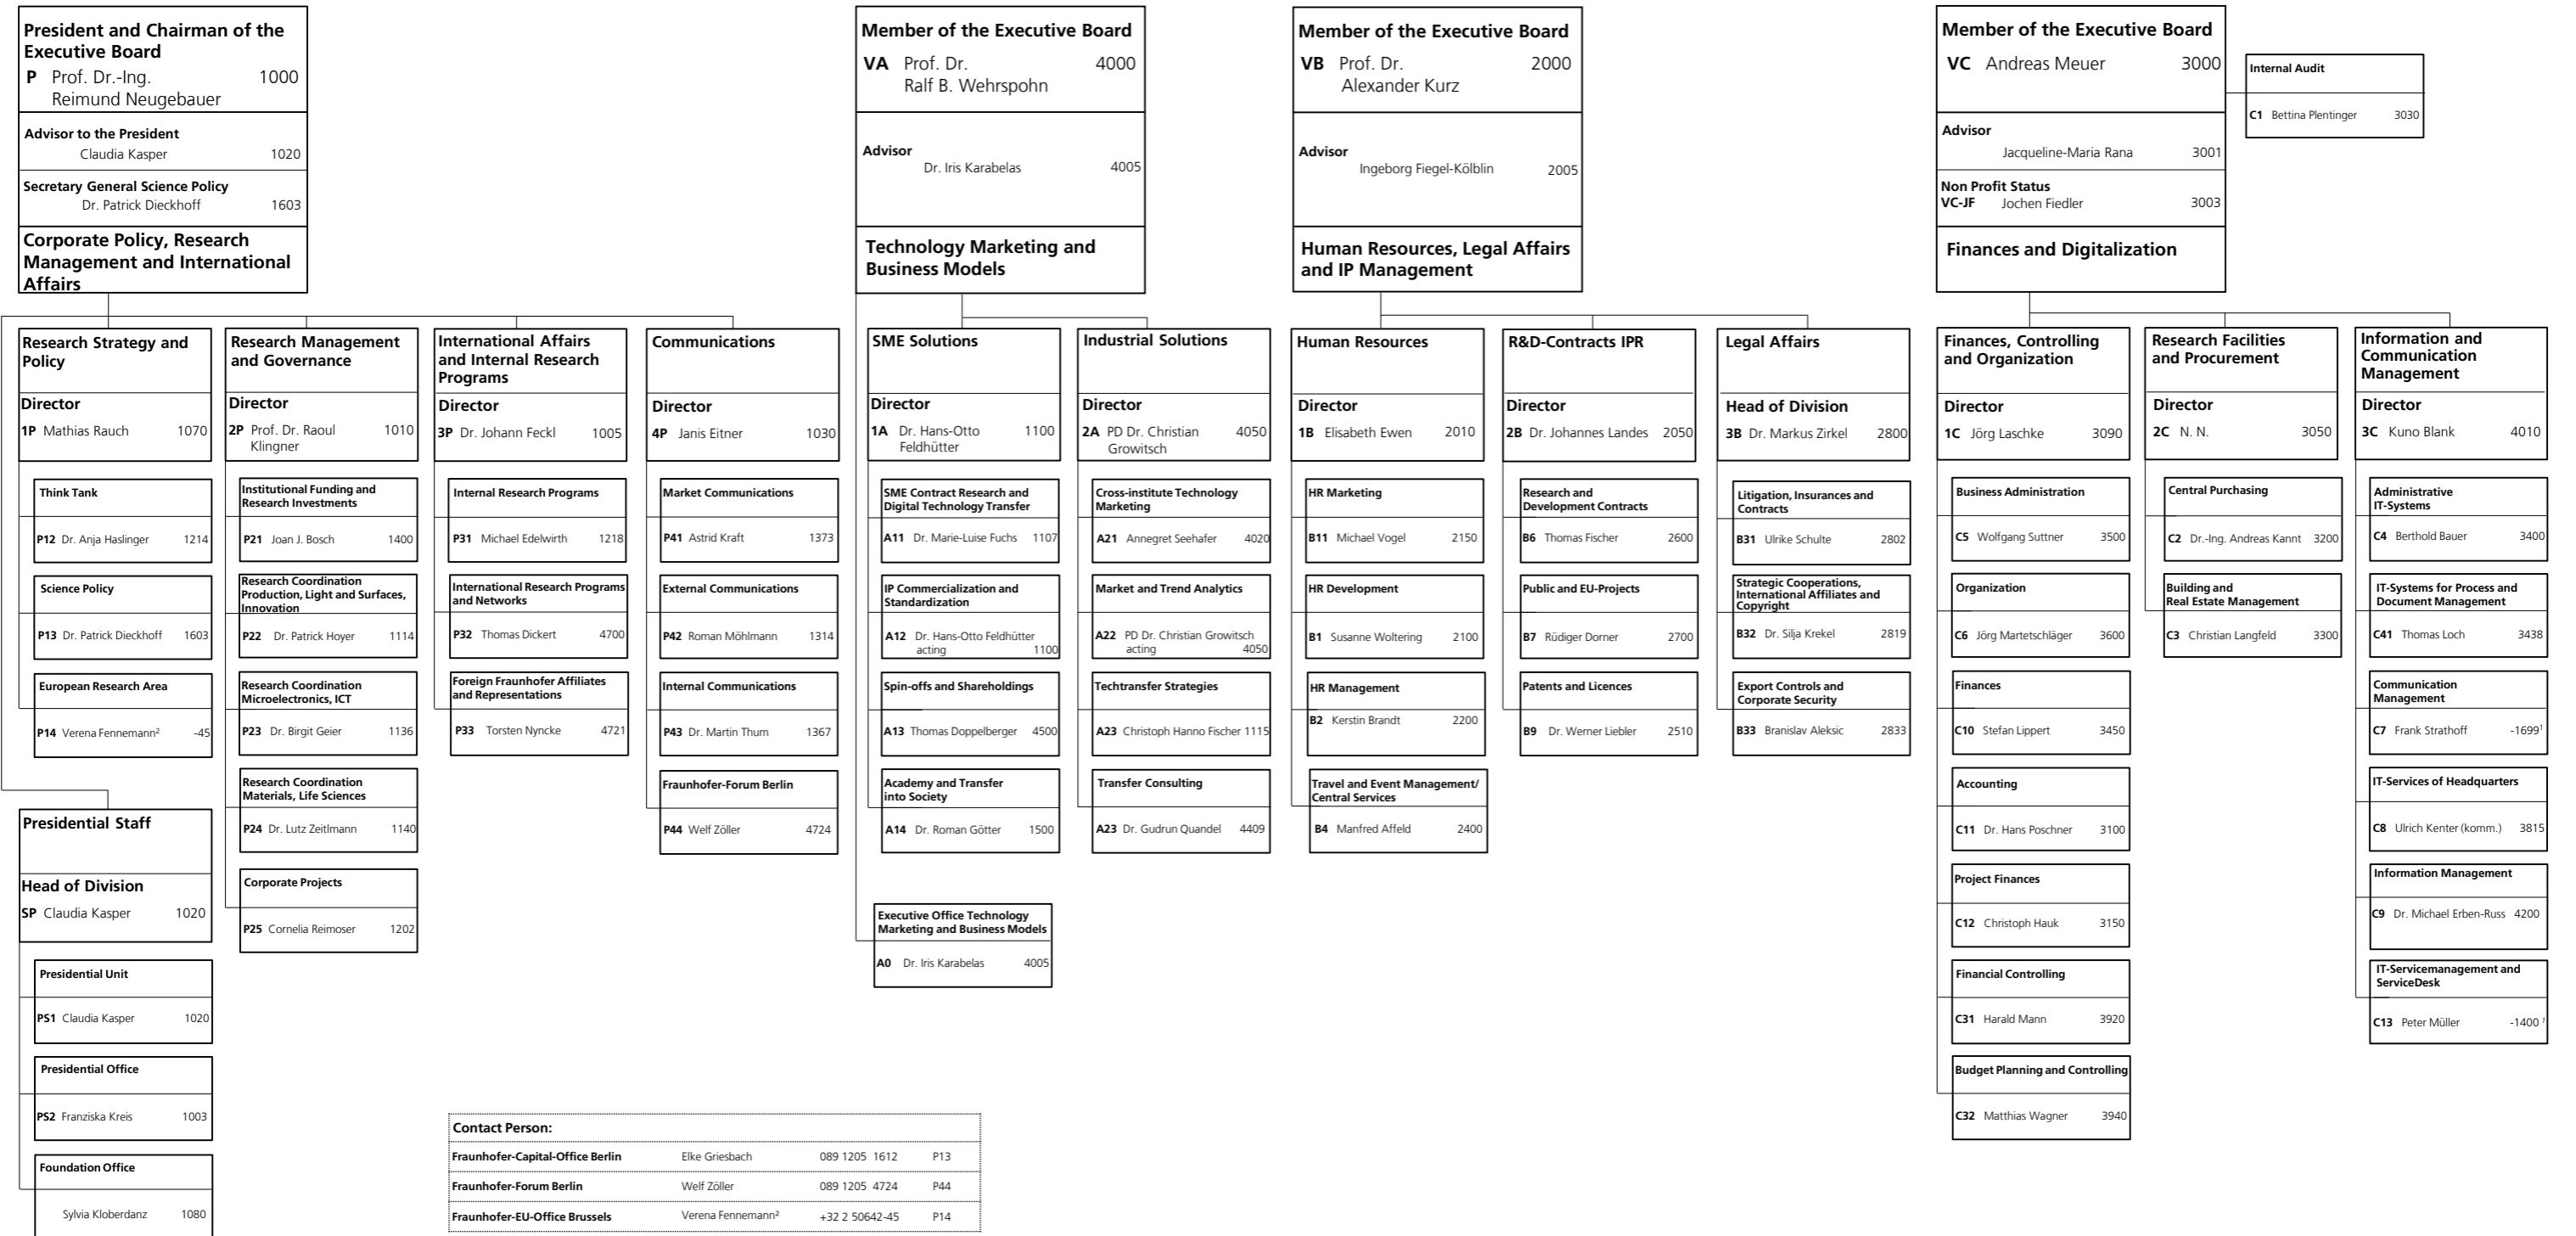 President and Chairman of the
Executive Board
P Prof. Dr.-Ing. 1000
Reimund Neugebauer
Advisor to the President
Claudia Kasper 1020
Secretary General Science Policy
Dr. Patrick Dieckhoff 1603
Corporate Policy, Research
Management and International
Affairs
Member of the Executive Board
VA Prof. Dr. 4000
Ralf B. Wehrspohn
Advisor
Dr. Iris Karabelas 4005
Technology Marketing and
Business Models
Member of the Executive Board
VB Prof. Dr. 2000
Alexander Kurz
Advisor
Ingeborg Fiegel-Kölblin 2005
Human Resources, Legal Affairs
and IP Management
Member of the Executive Board
VC Andreas Meuer 3000
Advisor
Jacqueline-Maria Rana 3001
Non Profit Status
VC-JF Jochen Fiedler 3003
Finances and Digitalization
Internal Audit
C1 Bettina Plentinger 3030
Research Strategy and
Policy
Director
1P Mathias Rauch 1070
Think Tank
P12 Dr. Anja Haslinger 1214
Science Policy
P13 Dr. Patrick Dieckhoff 1603
European Research Area
P14 Verena Fennemann² -45
Presidential Staff
Head of Division
SP Claudia Kasper 1020
Presidential Unit
PS1 Claudia Kasper 1020
Presidential Office
PS2 Franziska Kreis 1003
Foundation Office
Sylvia Kloberdanz 1080
Research Management
and Governance
Director
2P Prof. Dr. Raoul 1010
Klingner
Institutional Funding and
Research Investments
P21 Joan J. Bosch 1400
Research Coordination
Production, Light and Surfaces,
Innovation
P22 Dr. Patrick Hoyer 1114
Research Coordination
Microelectronics, ICT
P23 Dr. Birgit Geier 1136
Research Coordination
Materials, Life Sciences
P24 Dr. Lutz Zeitlmann 1140
Corporate Projects
P25 Cornelia Reimoser 1202
International Affairs
and Internal Research
Programs
Director
3P Dr. Johann Feckl 1005
Internal Research Programs
P31 Michael Edelwirth 1218
International Research Programs
and Networks
P32 Thomas Dickert 4700
Foreign Fraunhofer Affiliates
and Representations
P33 Torsten Nyncke 4721
Communications
Director
4P Janis Eitner 1030
Market Communications
P41 Astrid Kraft 1373
External Communications
P42 Roman Möhlmann 1314
Internal Communications
P43 Dr. Martin Thum 1367
Fraunhofer-Forum Berlin
P44 Welf Zöller 4724
SME Solutions
Director
1A Dr. Hans-Otto 1100
Feldhütter
SME Contract Research and
Digital Technology Transfer
A11 Dr. Marie-Luise Fuchs 1107
IP Commercialization and
Standardization
A12 Dr. Hans-Otto Feldhütter
acting 1100
Spin-offs and Shareholdings
A13 Thomas Doppelberger 4500
Academy and Transfer
into Society
A14 Dr. Roman Götter 1500
Executive Office Technology
Marketing and Business Models
A0 Dr. Iris Karabelas 4005
Industrial Solutions
Director
2A PD Dr. Christian 4050
Growitsch
Cross-institute Technology
Marketing
A21 Annegret Seehafer 4020
Market and Trend Analytics
A22 PD Dr. Christian Growitsch
acting 4050
Techtransfer Strategies
A23 Christoph Hanno Fischer 1115
Transfer Consulting
A23 Dr. Gudrun Quandel 4409
Human Resources
Director
1B Elisabeth Ewen 2010
HR Marketing
B11 Michael Vogel 2150
HR Development
B1 Susanne Woltering 2100
HR Management
B2 Kerstin Brandt 2200
Travel and Event Management/
Central Services
B4 Manfred Affeld 2400
R&D-Contracts IPR
Director
2B Dr. Johannes Landes 2050
Research and
Development Contracts
B6 Thomas Fischer 2600
Public and EU-Projects
B7 Rüdiger Dorner 2700
Patents and Licences
B9 Dr. Werner Liebler 2510
Legal Affairs
Head of Division
3B Dr. Markus Zirkel 2800
Litigation, Insurances and
Contracts
B31 Ulrike Schulte 2802
Strategic Cooperations,
International Affiliates and
Copyright
B32 Dr. Silja Krekel 2819
Export Controls and
Corporate Security
B33 Branislav Aleksic 2833
Finances, Controlling
and Organization
Director
1C Jörg Laschke 3090
Business Administration
C5 Wolfgang Suttner 3500
Organization
C6 Jörg Martetschläger 3600
Finances
C10 Stefan Lippert 3450
Accounting
C11 Dr. Hans Poschner 3100
Project Finances
C12 Christoph Hauk 3150
Financial Controlling
C31 Harald Mann 3920
Budget Planning and Controlling
C32 Matthias Wagner 3940
Research Facilities
and Procurement
Director
2C N. N. 3050
Central Purchasing
C2 Dr.-Ing. Andreas Kannt 3200
Building and
Real Estate Management
C3 Christian Langfeld 3300
Information and
Communication
Management
Director
3C Kuno Blank 4010
Administrative
IT-Systems
C4 Berthold Bauer 3400
IT-Systems for Process and
Document Management
C41 Thomas Loch 3438
Communication
Management
C7 Frank Strathoff -1699¹
IT-Services of Headquarters
C8 Ulrich Kenter (komm.) 3815
Information Management
C9 Dr. Michael Erben-Russ 4200
IT-Servicemanagement and
ServiceDesk
C13 Peter Müller -1400 ¹
Contact Person:
Fraunhofer-Capital-Office Berlin Elke Griesbach 089 1205 1612 P13
Fraunhofer-Forum Berlin Welf Zöller 089 1205 4724 P44
Fraunhofer-EU-Office Brussels Verena Fennemann² +32 2 50642-45 P14